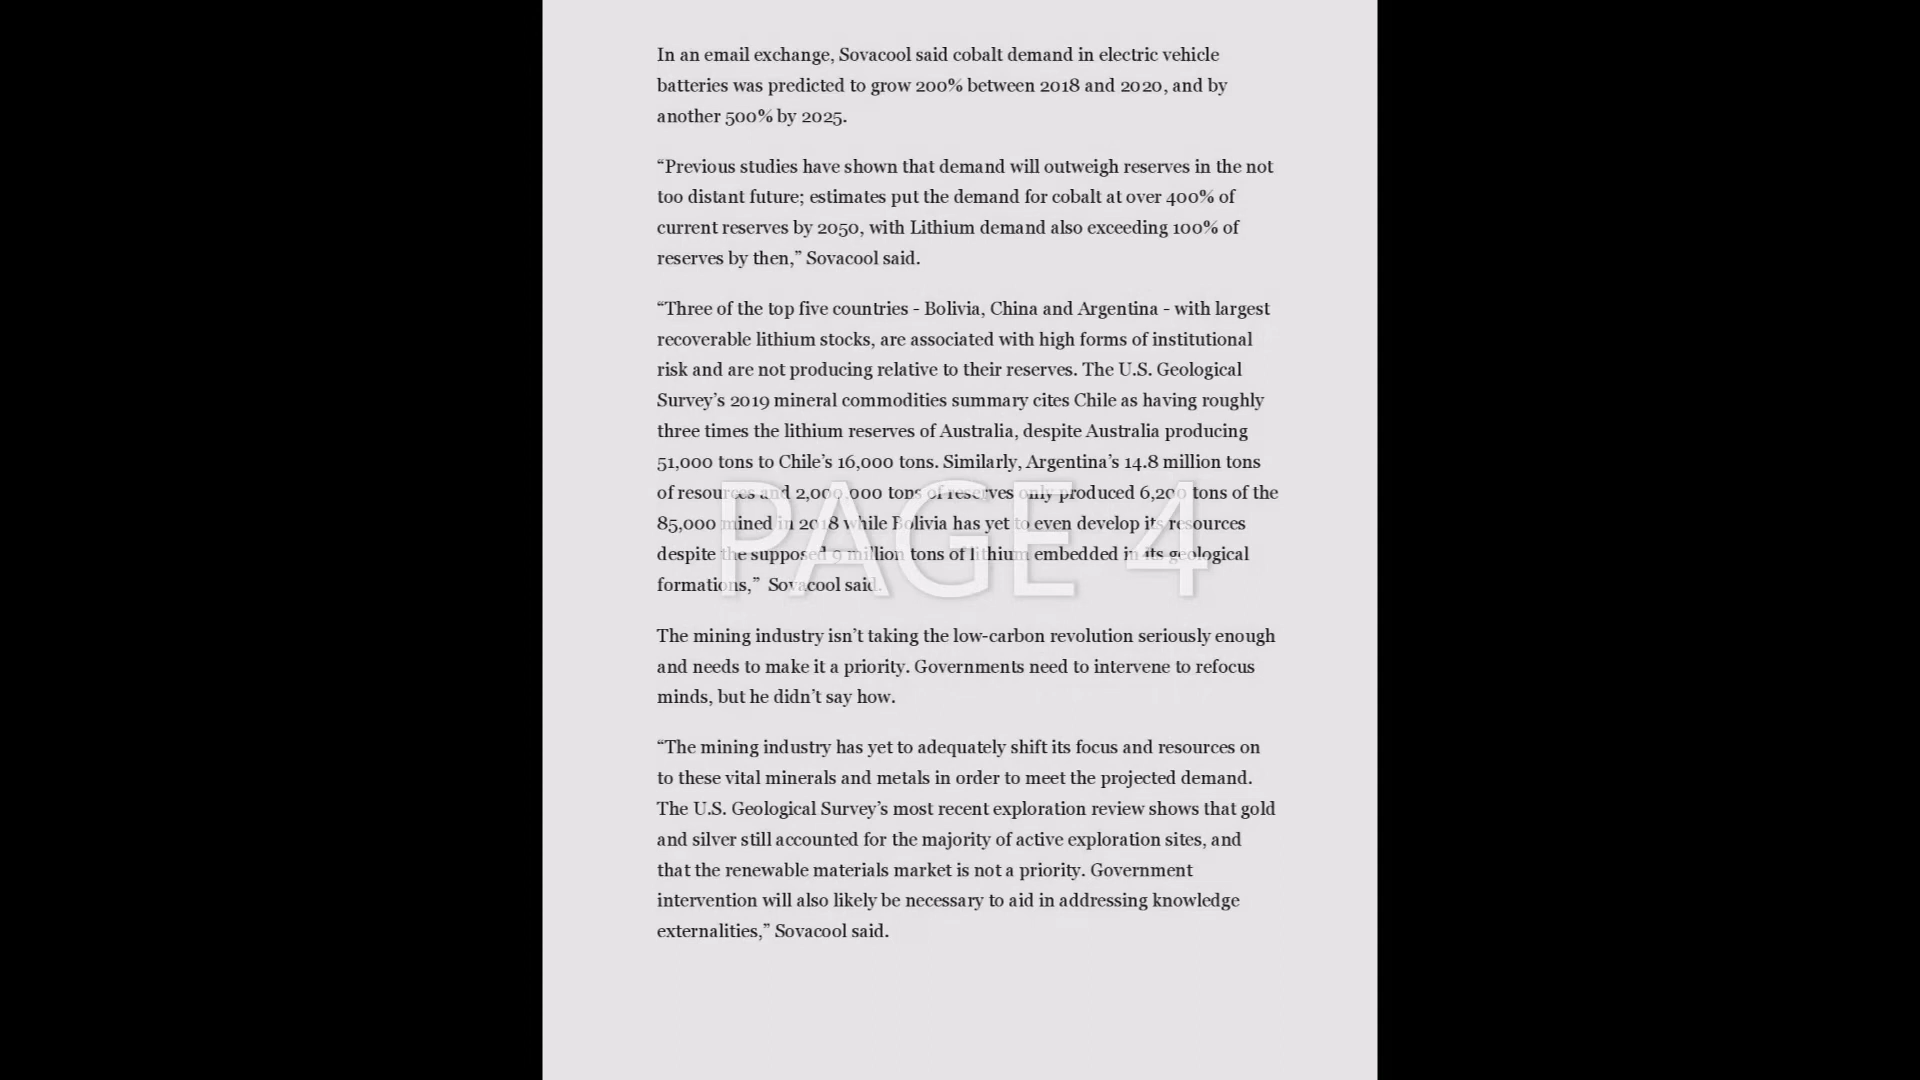 In an email exchange, Sovacool said cobalt demand in electric vehicle
batteries was predicted to grow 200% between 2018 and 2020, and by
another 500% by 2025.
“Previous studies have shown that demand will outweigh reserves in the not
too distant future; estimates put the demand for cobalt at over 400% of
current reserves by 2050, with Lithium demand also exceeding 100% of
reserves by then,” Sovacool said.
“Three of the top five countries - Bolivia, China and Argentina - with largest
recoverable lithium stocks, are associated with high forms of institutional
risk and are not producing relative to their reserves. The U.S. Geological
Survey’s 2019 mineral commodities summary cites Chile as having roughly
three times the lithium reserves of Australia, despite Australia producing
51,000 tons to Chile’s 16,000 tons. Similarly, Argentina’s 14.8 million tons
of resources and 2,000,000 tons of reserves only produced 6,200 tons of the
85,000 mined in 2018 while Bolivia has yet to even develop its resources
despite the supposed 9 million tons of lithium embedded in its geological
formations,”  Sovacool said.
PAGE 4
The mining industry isn’t taking the low-carbon revolution seriously enough
and needs to make it a priority. Governments need to intervene to refocus
minds, but he didn’t say how.
“The mining industry has yet to adequately shift its focus and resources on
to these vital minerals and metals in order to meet the projected demand.
The U.S. Geological Survey’s most recent exploration review shows that gold
and silver still accounted for the majority of active exploration sites, and
that the renewable materials market is not a priority. Government
intervention will also likely be necessary to aid in addressing knowledge
externalities,” Sovacool said.